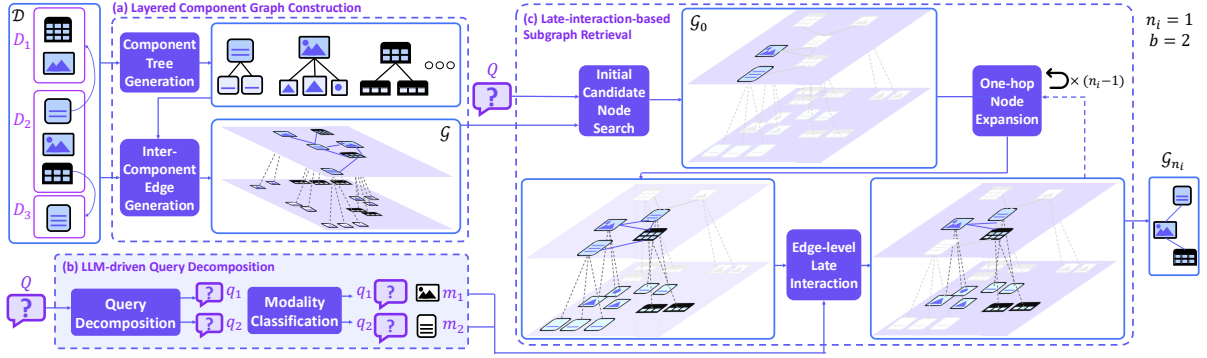 𝒟
D₁
D₂
D₃
(a) Layered Component Graph Construction
Component
Tree
Generation
Inter-
Component
Edge
Generation
𝒢
(b) LLM-driven Query Decomposition
Q
?
Query
Decomposition
? q₁
? q₂
Modality
Classification
q₁ ? m₁
q₂ ? m₂
(c) Late-interaction-based
Subgraph Retrieval
Q
?
Initial
Candidate
Node
Search
𝒢₀
One-hop
Node
Expansion
× (nᵢ−1)
nᵢ = 1
b = 2
Edge-level
Late
Interaction
𝒢ₙᵢ